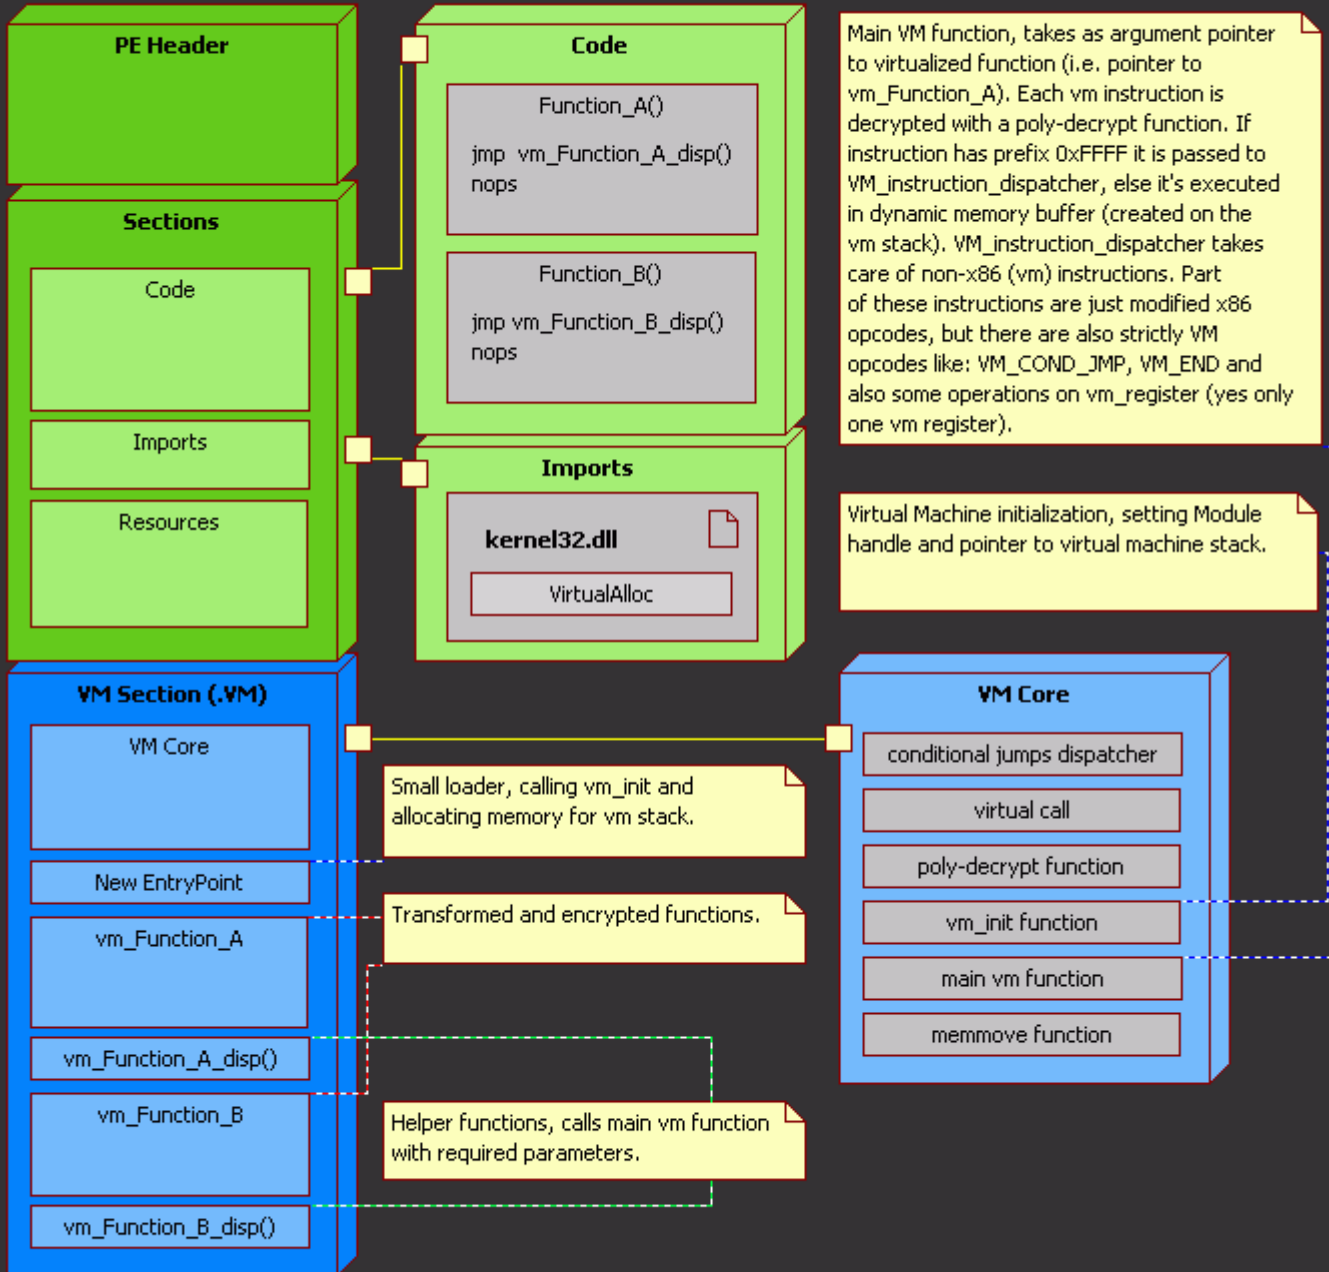 PE Header
Sections
Code
Imports
Resources
Code
Function_A()
jmp  vm_Function_A_disp()
nops
Function_B()
jmp vm_Function_B_disp()
nops
Imports
kernel32.dll
VirtualAlloc
Main VM function, takes as argument pointer
to virtualized function (i.e. pointer to
vm_Function_A). Each vm instruction is
decrypted with a poly-decrypt function. If
instruction has prefix 0xFFFF it is passed to
VM_instruction_dispatcher, else it's executed
in dynamic memory buffer (created on the
vm stack). VM_instruction_dispatcher takes
care of non-x86 (vm) instructions. Part
of these instructions are just modified x86
opcodes, but there are also strictly VM
opcodes like: VM_COND_JMP, VM_END and
also some operations on vm_register (yes only
one vm register).
Virtual Machine initialization, setting Module
handle and pointer to virtual machine stack.
VM Section (.VM)
VM Core
New EntryPoint
vm_Function_A
vm_Function_A_disp()
vm_Function_B
vm_Function_B_disp()
Small loader, calling vm_init and
allocating memory for vm stack.
Transformed and encrypted functions.
Helper functions, calls main vm function
with required parameters.
VM Core
conditional jumps dispatcher
virtual call
poly-decrypt function
vm_init function
main vm function
memmove function